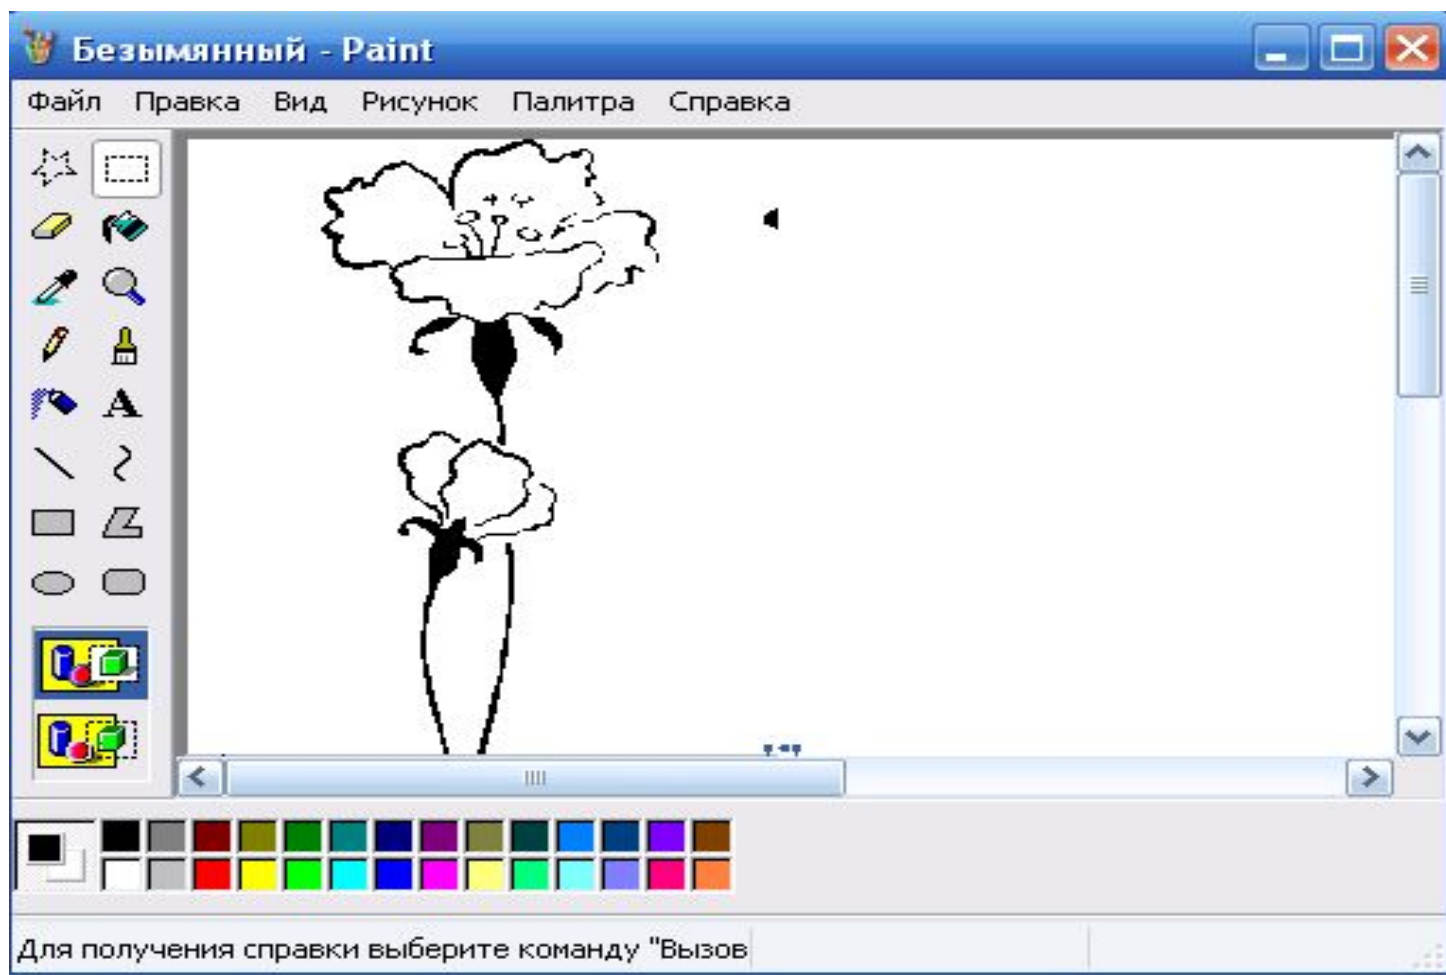 Безымянный - Paint
Файл Правка Вид Рисунок Палитра Справка
A
Для получения справки выберите команду "Вызов